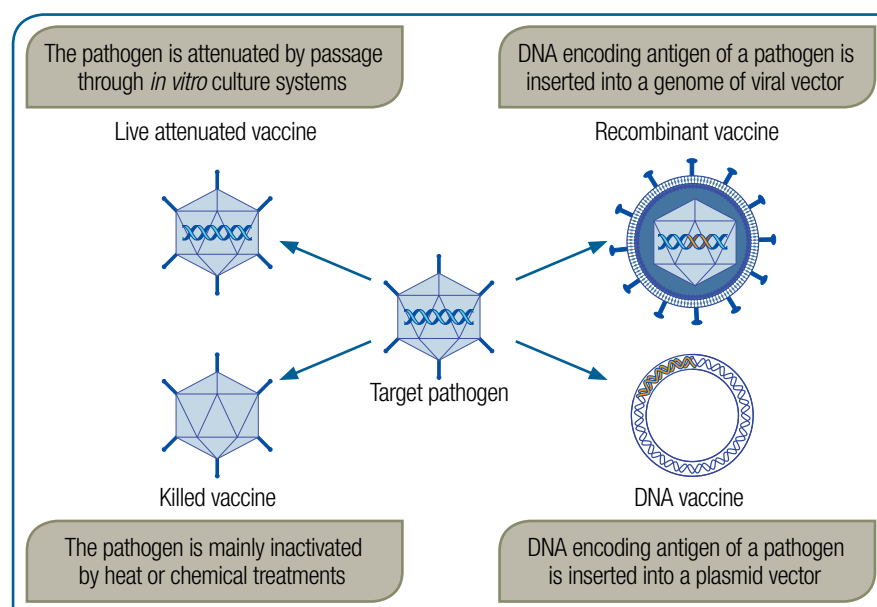 The pathogen is attenuated by passage
through in vitro culture systems
DNA encoding antigen of a pathogen is
inserted into a genome of viral vector
Live attenuated vaccine
Recombinant vaccine
Target pathogen
Killed vaccine
DNA vaccine
The pathogen is mainly inactivated
by heat or chemical treatments
DNA encoding antigen of a pathogen
is inserted into a plasmid vector